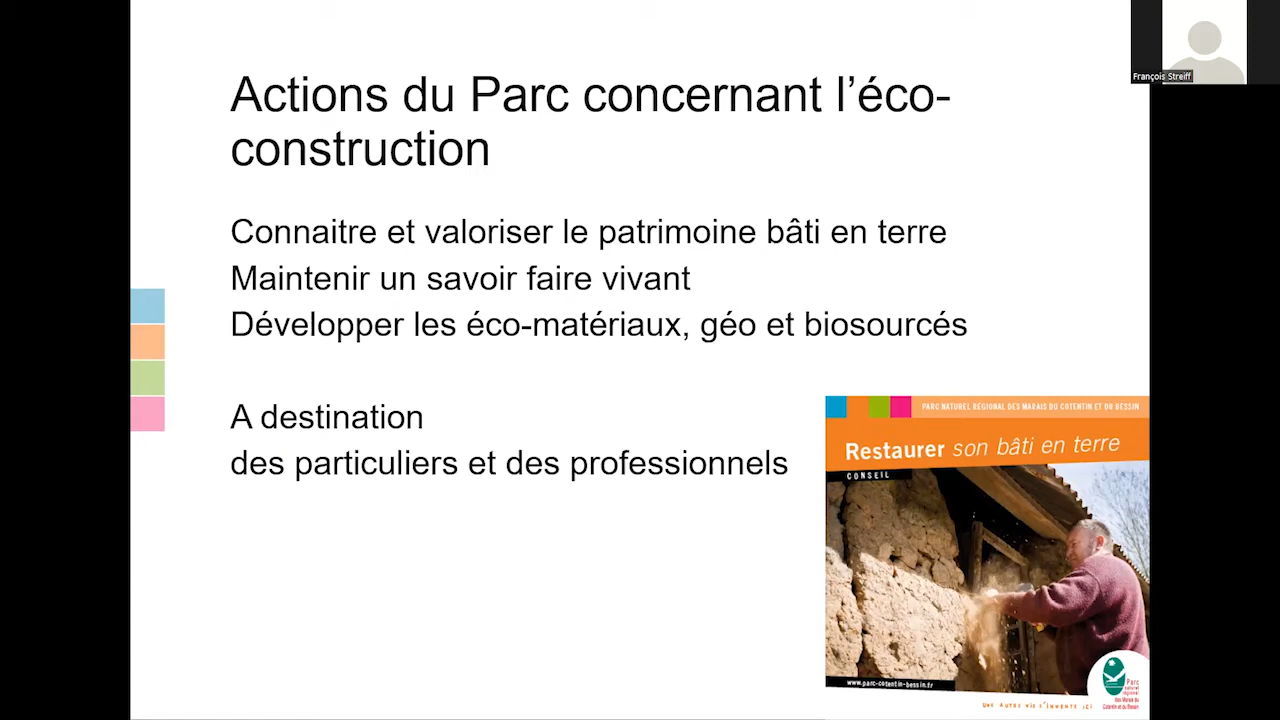 François Streiff
Actions du Parc concernant l’éco-
construction
Connaitre et valoriser le patrimoine bâti en terre
Maintenir un savoir faire vivant
Développer les éco-matériaux, géo et biosourcés
A destination
des particuliers et des professionnels
PARC NATUREL RÉGIONAL DES MARAIS DU COTENTIN ET DU BESSIN
Restaurer son bâti en terre
CONSEIL
www.parc-cotentin-bessin.fr
Parc
naturel
régional
des Marais du
Cotentin et du Bessin
UNE AUTRE VIE S'INVENTE ICI